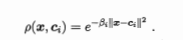 ρ(x, cᵢ) = e^{-βᵢ‖x−cᵢ‖²} .